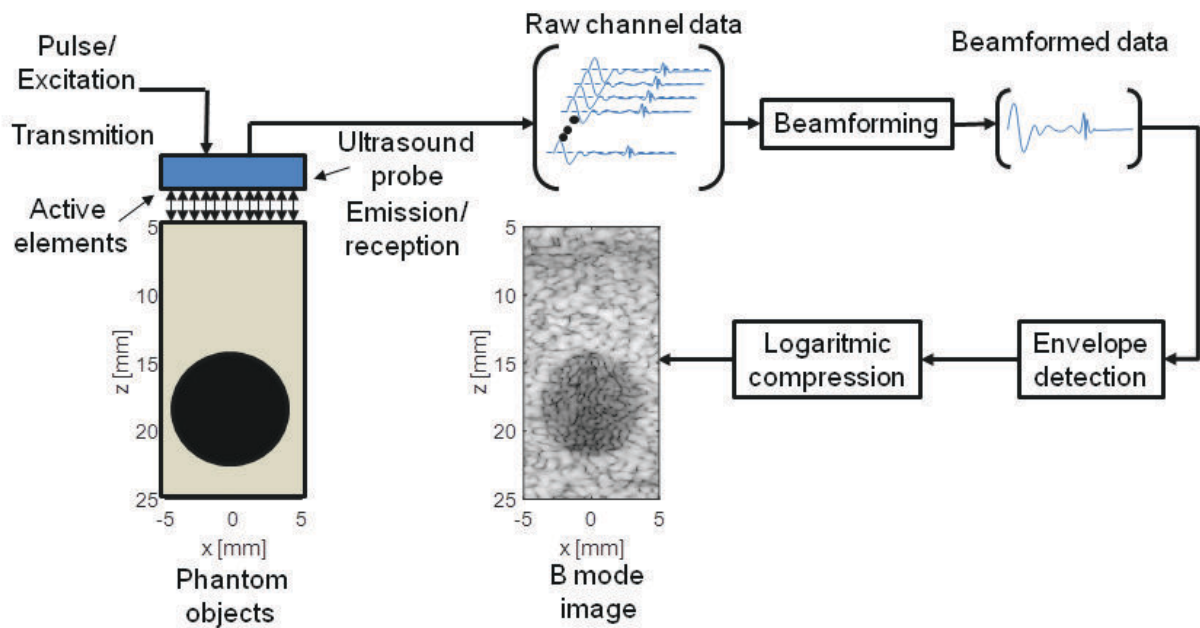 Raw channel data
Pulse/
Excitation
Beamformed data
Transmition
Beamforming
Ultrasound
probe
Active
elements
Emission/
reception
5
10
15
20
25
z [mm]
-5
0
5
x [mm]
Phantom
objects
5
10
15
20
25
z [mm]
-5
0
5
x [mm]
B mode
image
Logaritmic
compression
Envelope
detection